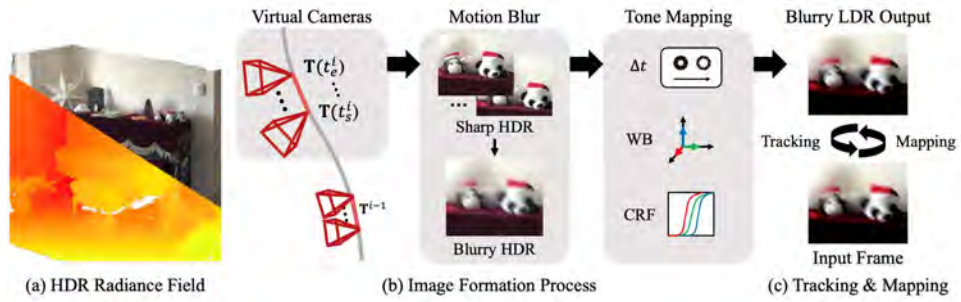 Virtual Cameras
Motion Blur
Tone Mapping
Blurry LDR Output
T(t_e^i)
T(t_s^i)
T^{i-1}
Sharp HDR
Blurry HDR
Δt
WB
CRF
Tracking
Mapping
Input Frame
(a) HDR Radiance Field
(b) Image Formation Process
(c) Tracking & Mapping